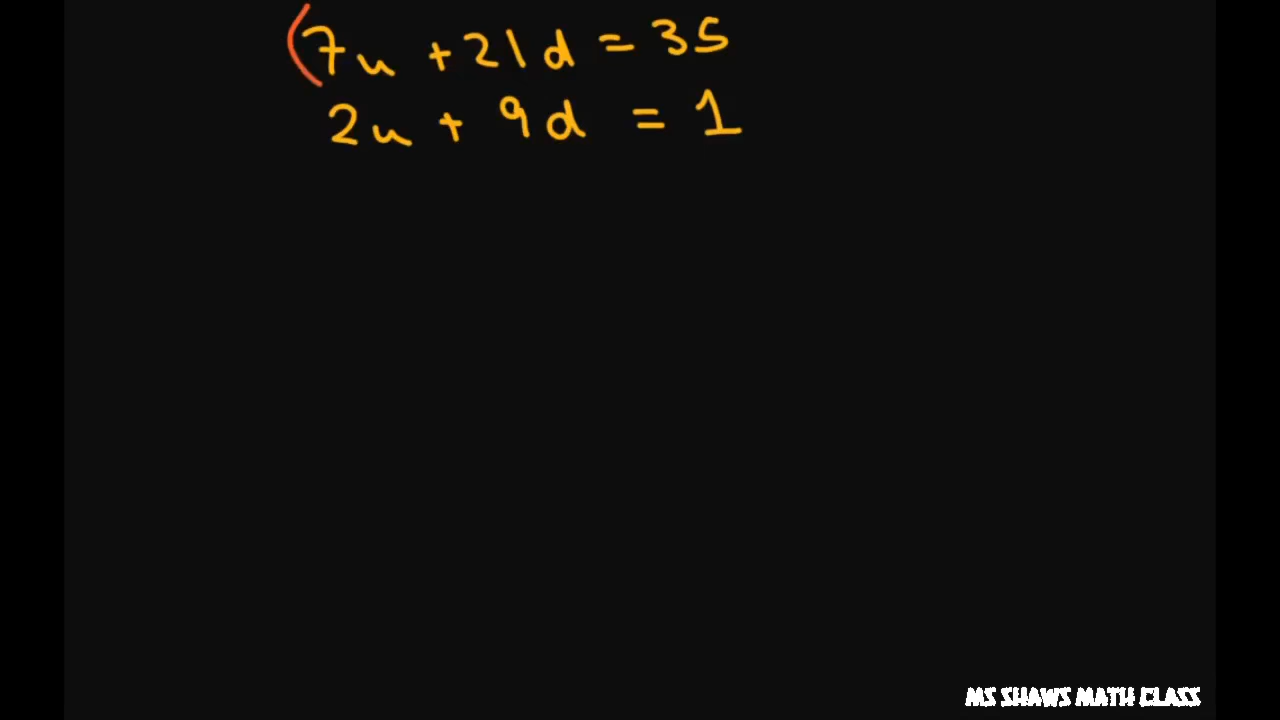 (7u + 21d = 35
2u + 9d = 1
MS SHAWS MATH CLASS